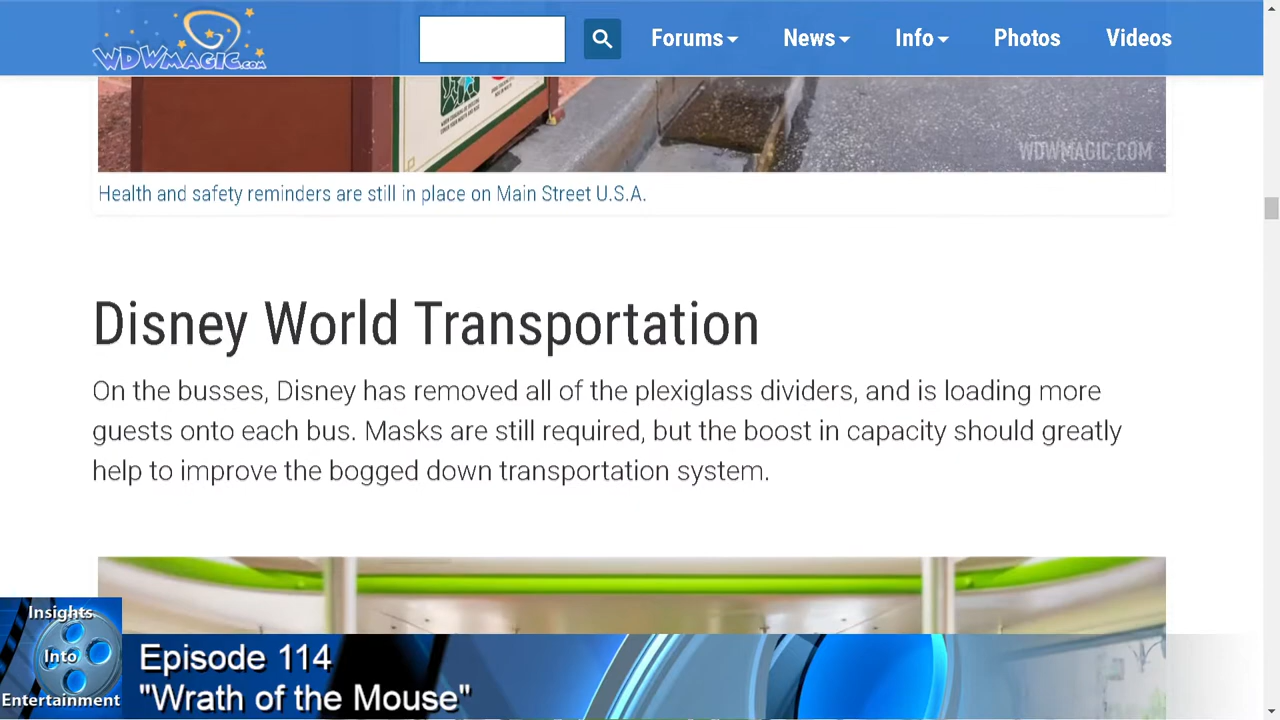 WDWMAGIC.COM
Forums
News
Info
Photos
Videos
WDWMAGIC.COM
Health and safety reminders are still in place on Main Street U.S.A.
Disney World Transportation
On the busses, Disney has removed all of the plexiglass dividers, and is loading more
guests onto each bus. Masks are still required, but the boost in capacity should greatly
help to improve the bogged down transportation system.
Insights
Into
Entertainment
Episode 114
"Wrath of the Mouse"